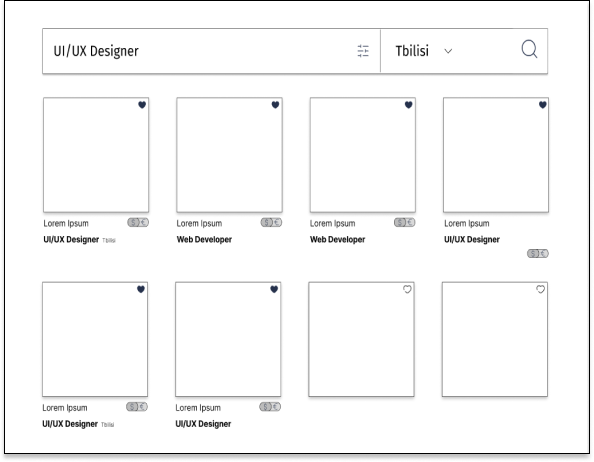 UI/UX Designer
Tbilisi
Lorem Ipsum $ €
UI/UX Designer Tbilisi
Lorem Ipsum $ €
Web Developer
Lorem Ipsum $ €
Web Developer
Lorem Ipsum
UI/UX Designer
$ €
Lorem Ipsum $ €
UI/UX Designer Tbilisi
Lorem Ipsum $ €
UI/UX Designer